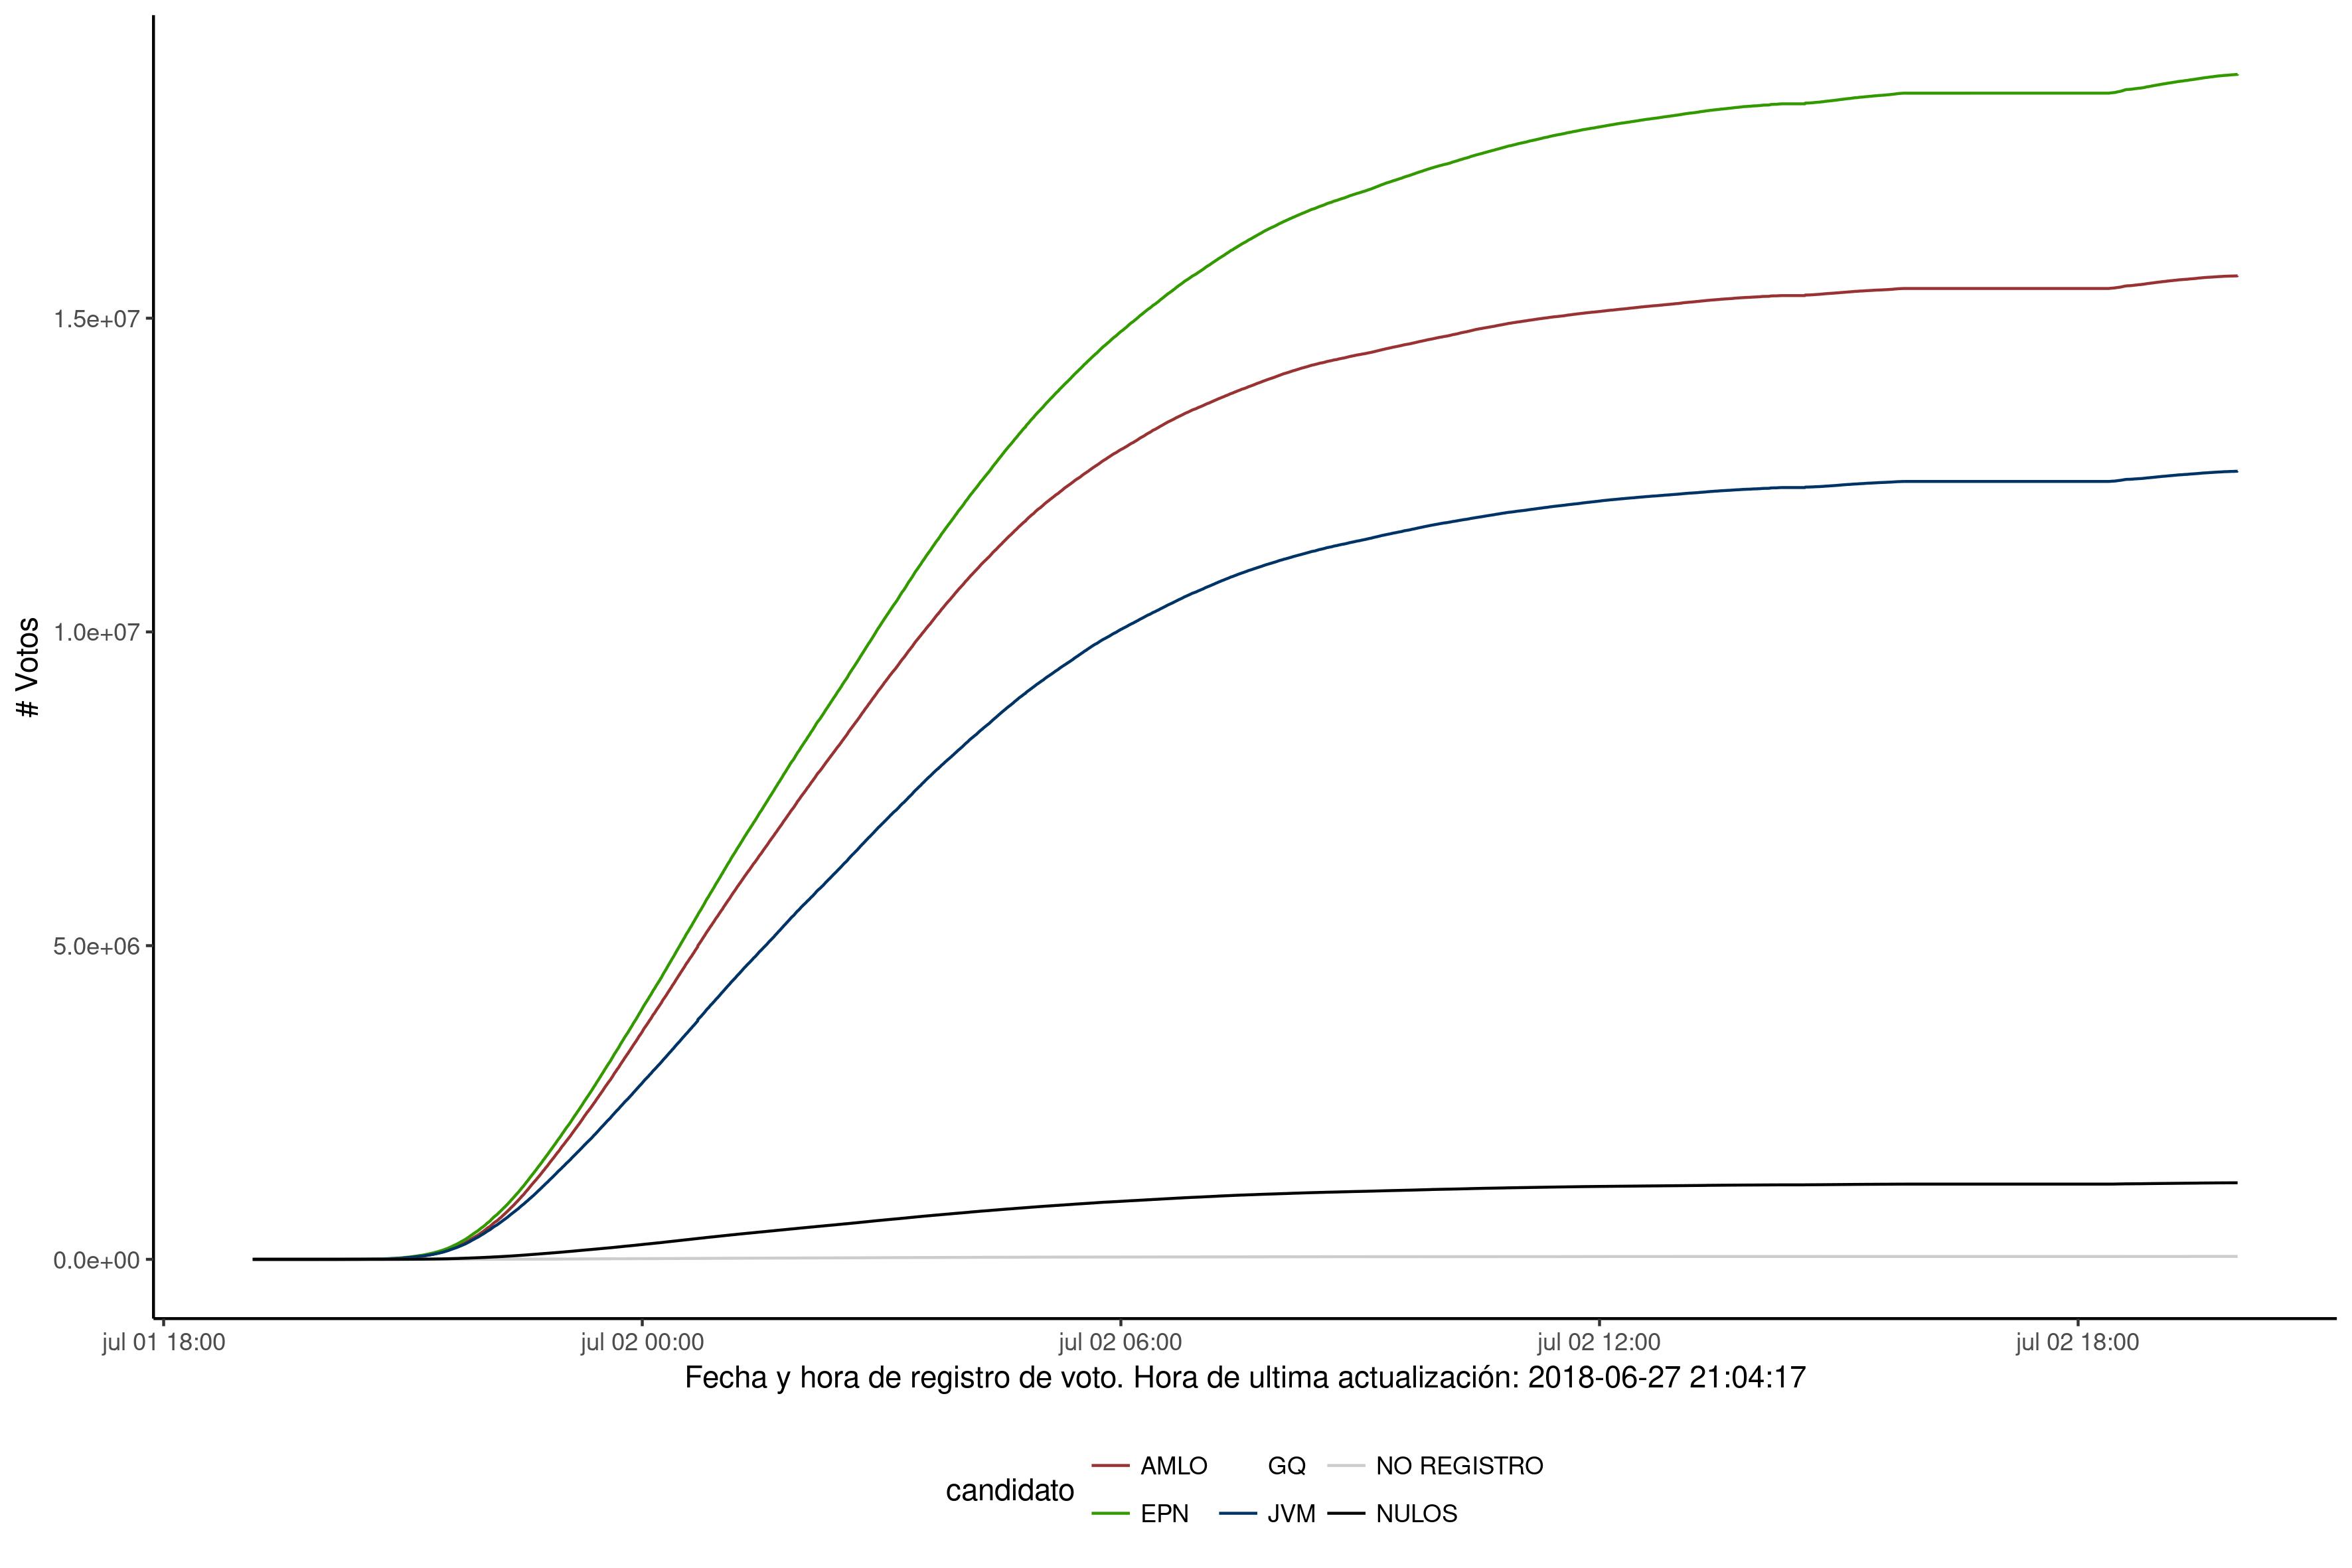 # Votos
1.5e+07
1.0e+07
5.0e+06
0.0e+00
jul 01 18:00 jul 02 00:00 jul 02 06:00 jul 02 12:00 jul 02 18:00
Fecha y hora de registro de voto. Hora de ultima actualización: 2018-06-27 21:04:17
candidato
AMLO GQ NO REGISTRO
EPN JVM NULOS